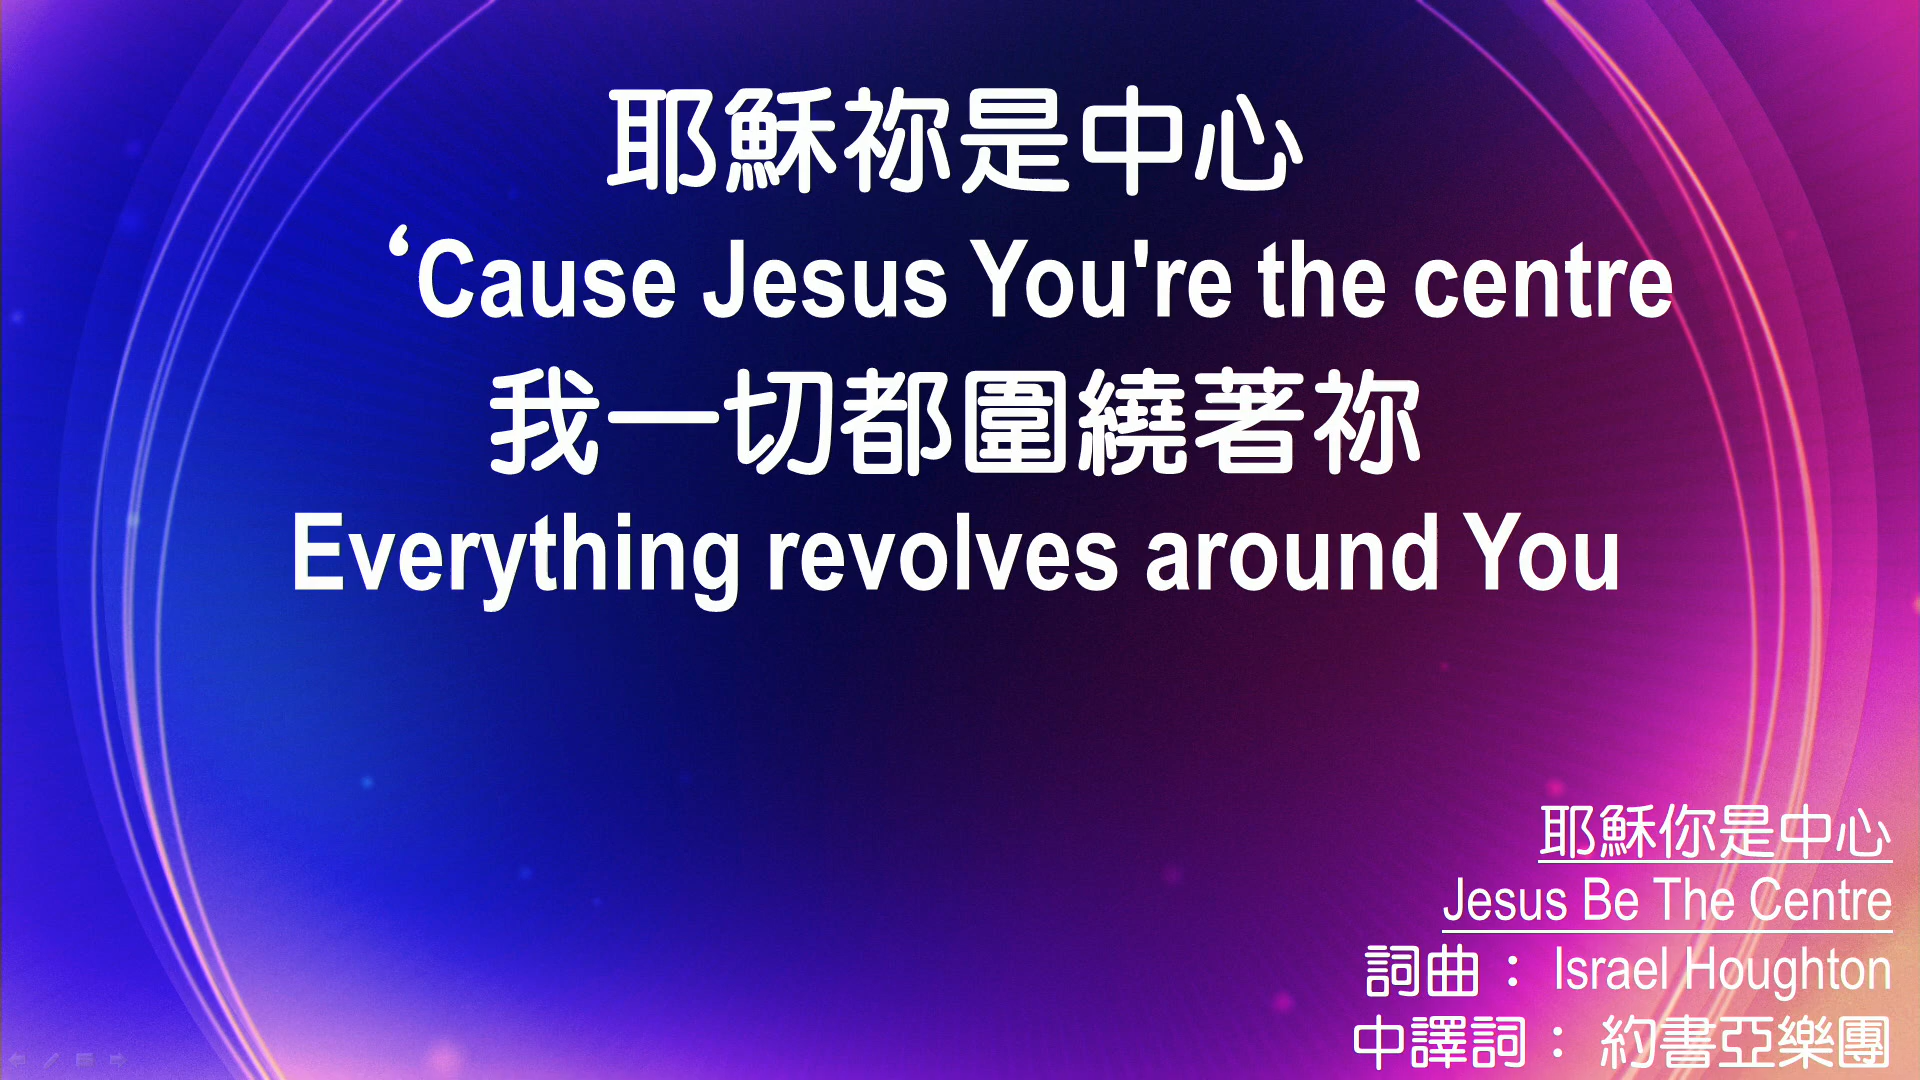 耶穌祢是中心
‘Cause Jesus You're the centre
我一切都圍繞著祢
Everything revolves around You
耶穌你是中心
Jesus Be The Centre
詞曲： Israel Houghton
中譯詞： 約書亞樂團